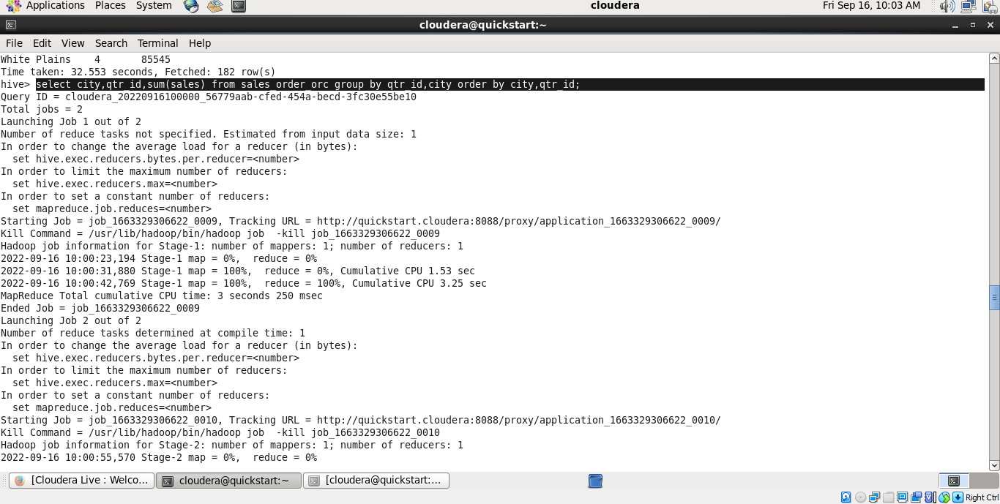 Applications Places System cloudera Fri Sep 16, 10:03 AM
cloudera@quickstart:~
File Edit View Search Terminal Help
White Plains    4       85545
Time taken: 32.553 seconds, Fetched: 182 row(s)
hive> select city,qtr_id,sum(sales) from sales_order_orc group by qtr_id,city order by city,qtr_id;
Query ID = cloudera_20220916100000_56779aab-cfed-454a-becd-3fc30e55be10
Total jobs = 2
Launching Job 1 out of 2
Number of reduce tasks not specified. Estimated from input data size: 1
In order to change the average load for a reducer (in bytes):
  set hive.exec.reducers.bytes.per.reducer=<number>
In order to limit the maximum number of reducers:
  set hive.exec.reducers.max=<number>
In order to set a constant number of reducers:
  set mapreduce.job.reduces=<number>
Starting Job = job_1663329306622_0009, Tracking URL = http://quickstart.cloudera:8088/proxy/application_1663329306622_0009/
Kill Command = /usr/lib/hadoop/bin/hadoop job  -kill job_1663329306622_0009
Hadoop job information for Stage-1: number of mappers: 1; number of reducers: 1
2022-09-16 10:00:23,194 Stage-1 map = 0%,  reduce = 0%
2022-09-16 10:00:31,880 Stage-1 map = 100%,  reduce = 0%, Cumulative CPU 1.53 sec
2022-09-16 10:00:42,769 Stage-1 map = 100%,  reduce = 100%, Cumulative CPU 3.25 sec
MapReduce Total cumulative CPU time: 3 seconds 250 msec
Ended Job = job_1663329306622_0009
Launching Job 2 out of 2
Number of reduce tasks determined at compile time: 1
In order to change the average load for a reducer (in bytes):
  set hive.exec.reducers.bytes.per.reducer=<number>
In order to limit the maximum number of reducers:
  set hive.exec.reducers.max=<number>
In order to set a constant number of reducers:
  set mapreduce.job.reduces=<number>
Starting Job = job_1663329306622_0010, Tracking URL = http://quickstart.cloudera:8088/proxy/application_1663329306622_0010/
Kill Command = /usr/lib/hadoop/bin/hadoop job  -kill job_1663329306622_0010
Hadoop job information for Stage-2: number of mappers: 1; number of reducers: 1
2022-09-16 10:00:55,570 Stage-2 map = 0%,  reduce = 0%
[Cloudera Live : Welco... cloudera@quickstart:~ [cloudera@quickstart:...
Right Ctrl